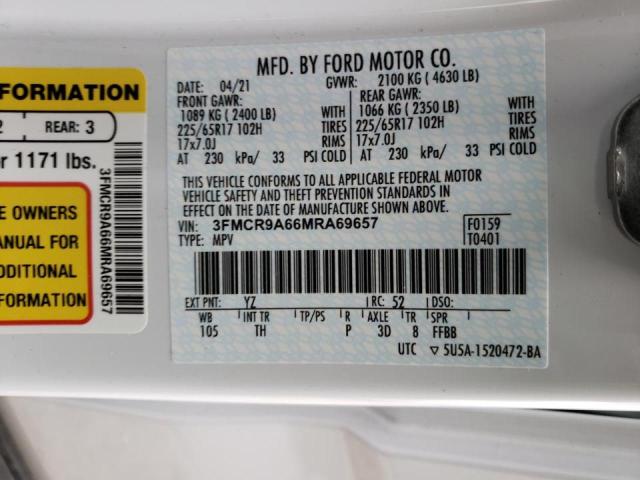 FORMATION
2 REAR: 3
r 1171 lbs.
E OWNERS
ANUAL FOR
DDITIONAL
FORMATION
3FMCR9A66MRA69657
MFD. BY FORD MOTOR CO.
DATE: 04/21 GVWR: 2100 KG ( 4630 LB)
FRONT GAWR: REAR GAWR:
1089 KG ( 2400 LB) WITH 1066 KG ( 2350 LB) WITH
225/65R17 102H TIRES 225/65R17 102H TIRES
17x7.0J RIMS 17x7.0J RIMS
AT 230 kPa/ 33 PSI COLD AT 230 kPa/ 33 PSI COLD
THIS VEHICLE CONFORMS TO ALL APPLICABLE FEDERAL MOTOR
VEHICLE SAFETY AND THEFT PREVENTION STANDARDS IN
EFFECT ON THE DATE OF MANUFACTURE SHOWN ABOVE.
VIN: 3FMCR9A66MRA69657 F0159
TYPE: MPV T0401
EXT PNT: YZ RC: 52 DSO:
WB INT TR TP/PS R AXLE TR SPR
105 TH P 3D 8 FFBB
UTC ▽ 5U5A-1520472-BA